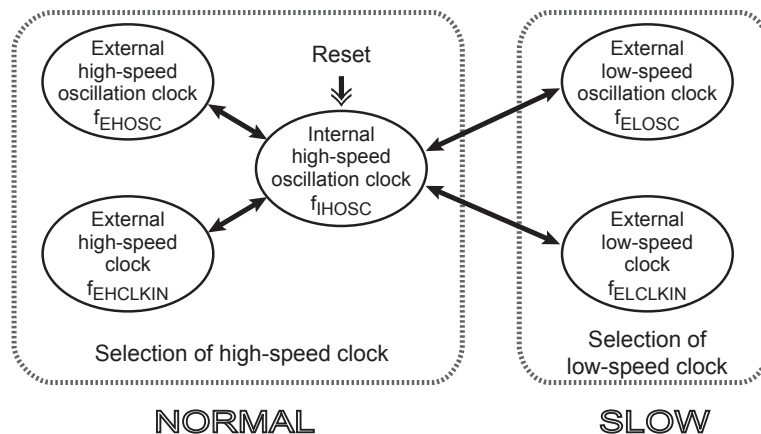 External
high-speed
oscillation clock
fEHOSC
Reset
Internal
high-speed
oscillation clock
fIHOSC
External
high-speed
clock
fEHCLKIN
Selection of high-speed clock
NORMAL
External
low-speed
oscillation clock
fELOSC
External
low-speed
clock
fELCLKIN
Selection of
low-speed clock
SLOW